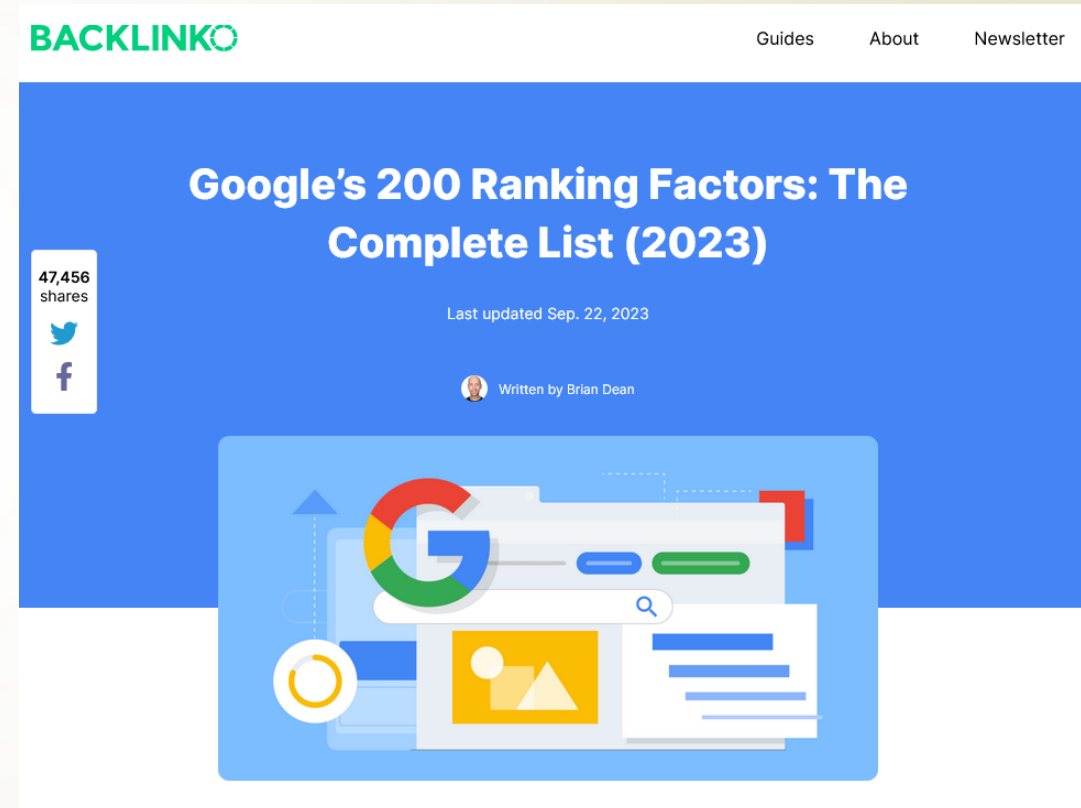 BACKLINKO
Guides About Newsletter
Google's 200 Ranking Factors: The
Complete List (2023)
47,456
shares
Last updated Sep. 22, 2023
Written by Brian Dean